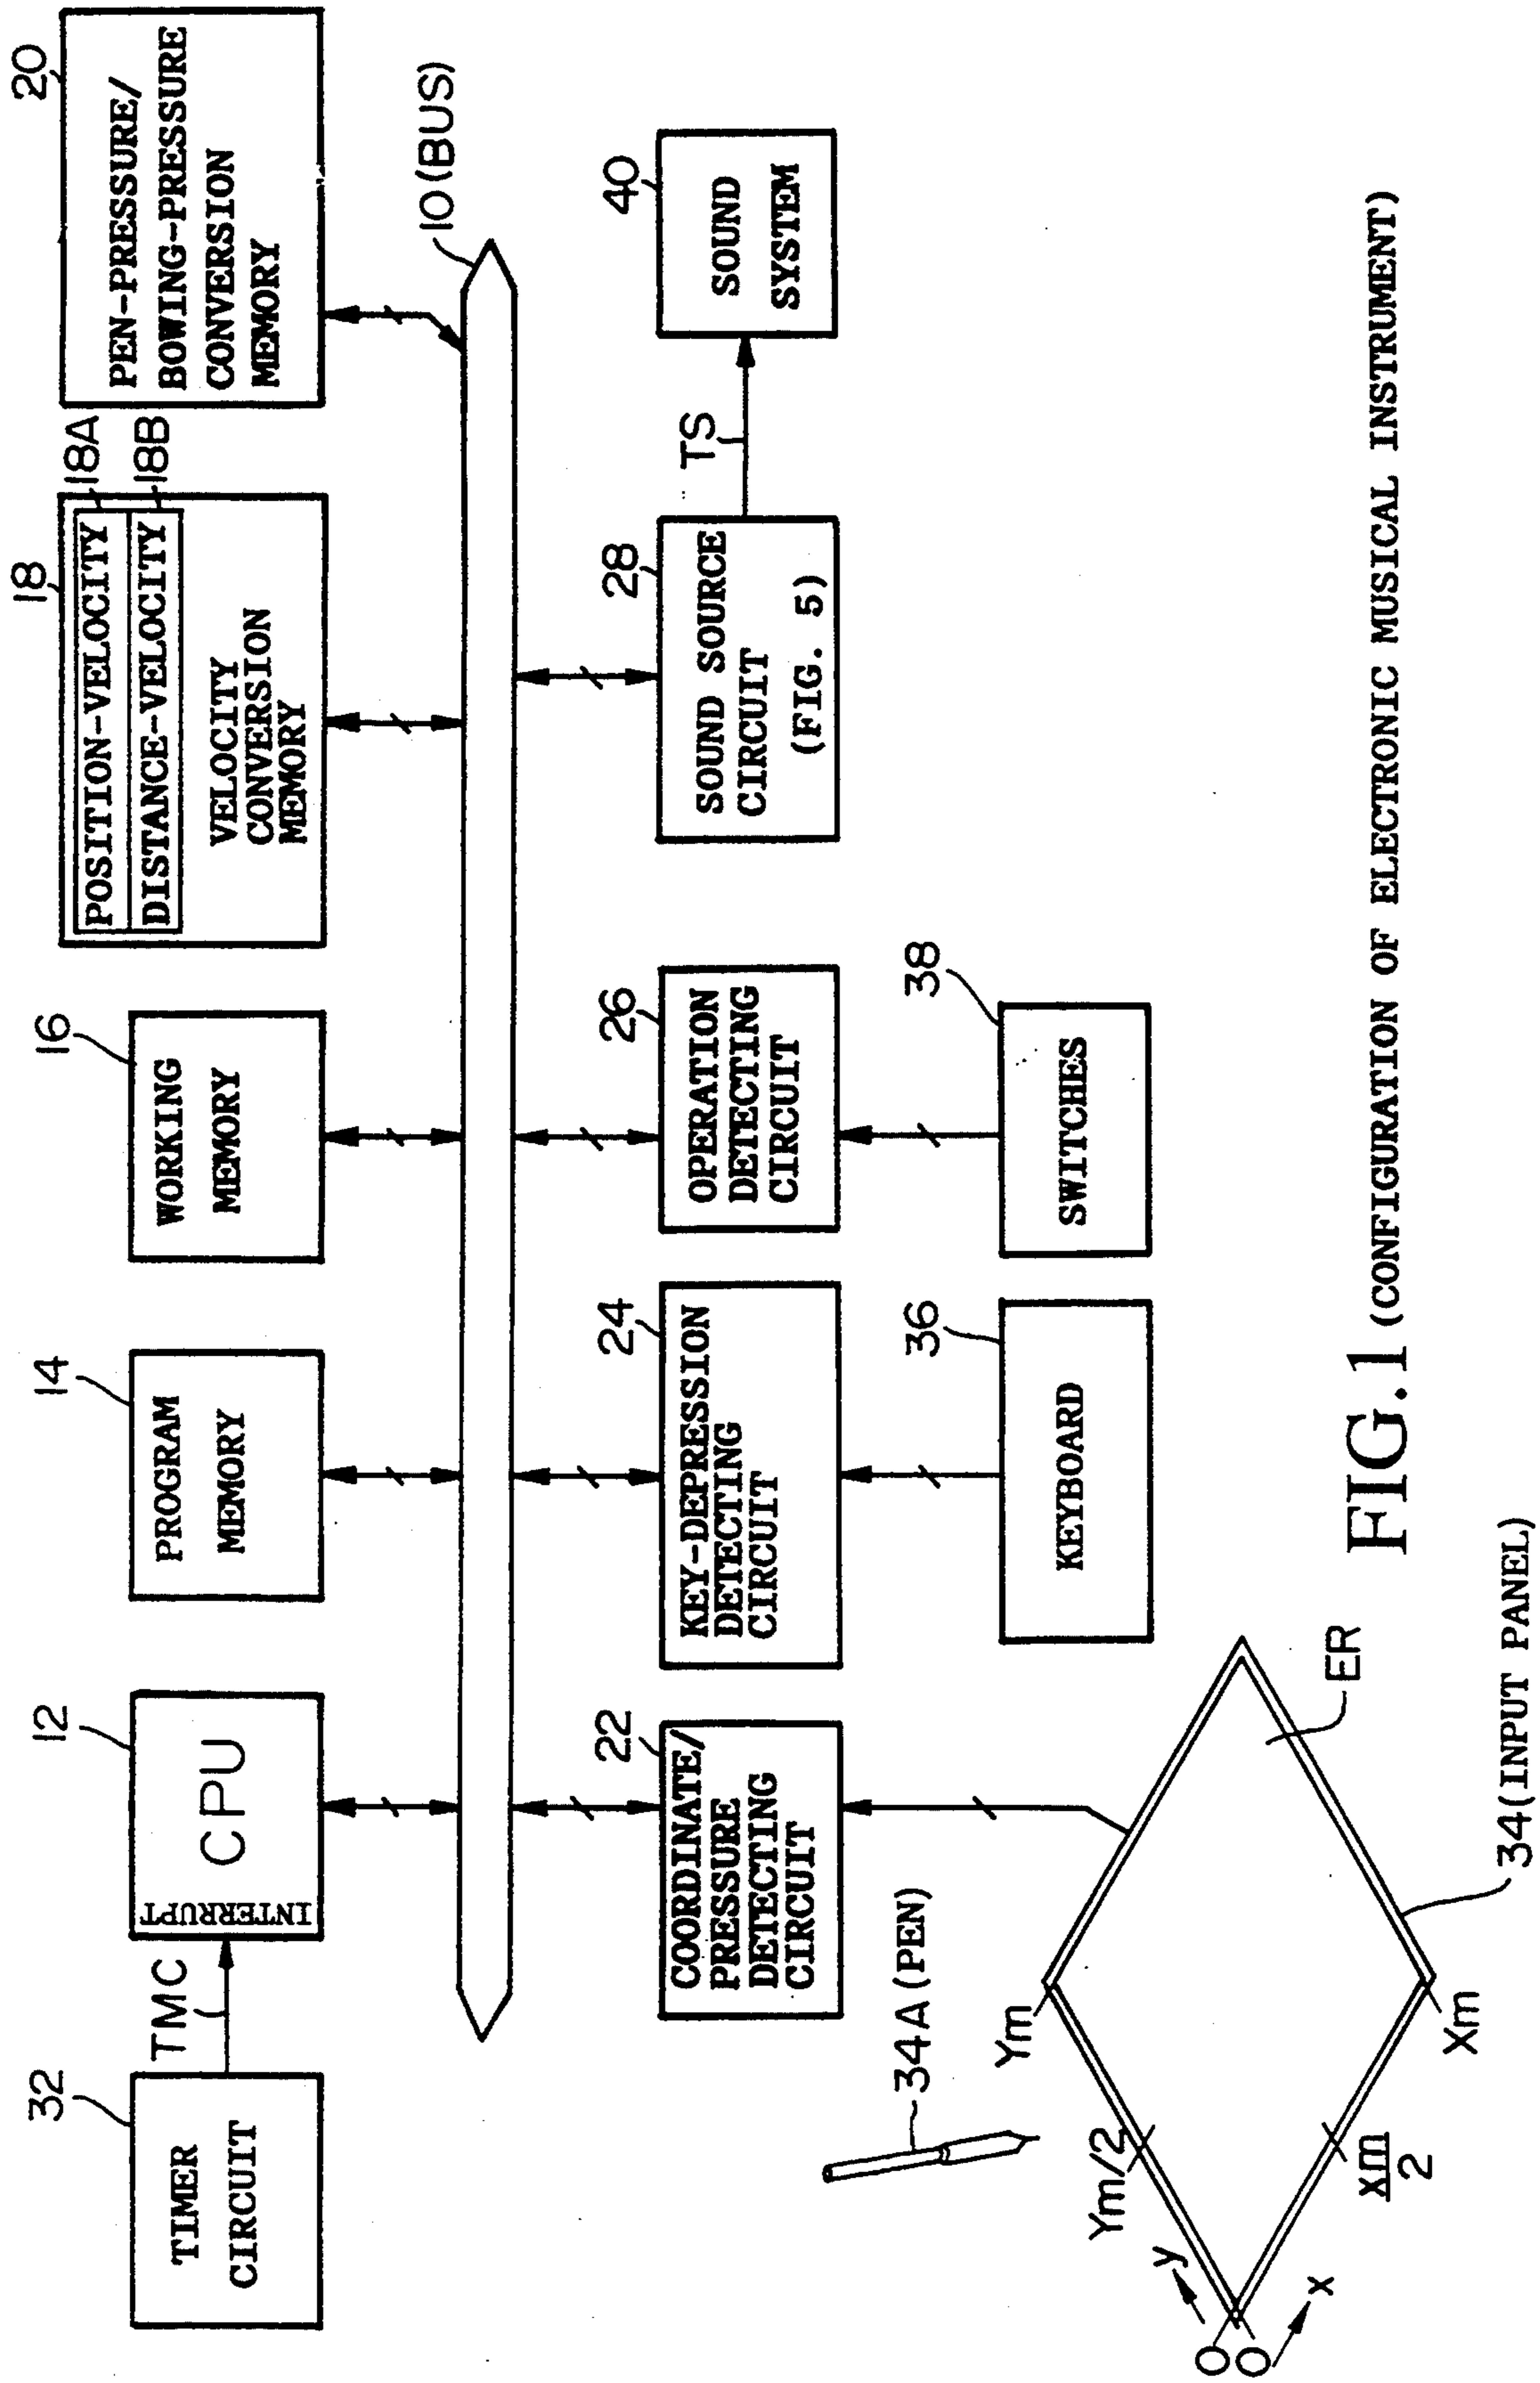 20
PEN-PRESSURE/
BOWING-PRESSURE
CONVERSION
MEMORY
18
18A
18B
POSITION-VELOCITY
DISTANCE-VELOCITY
VELOCITY
CONVERSION
MEMORY
16
WORKING
MEMORY
14
PROGRAM
MEMORY
12
CPU
INTERRUPT
TMC
32
TIMER
CIRCUIT
10(BUS)
22
COORDINATE/
PRESSURE
DETECTING
CIRCUIT
24
KEY-DEPRESSION
DETECTING
CIRCUIT
26
OPERATION
DETECTING
CIRCUIT
28
SOUND SOURCE
CIRCUIT
(FIG. 5)
TS
40
SOUND
SYSTEM
34A(PEN)
36
KEYBOARD
38
SWITCHES
Ym
Ym/2
y
O
O
x
xm
2
Xm
ER
34(INPUT PANEL)
FIG.1 (CONFIGURATION OF ELECTRONIC MUSICAL INSTRUMENT)